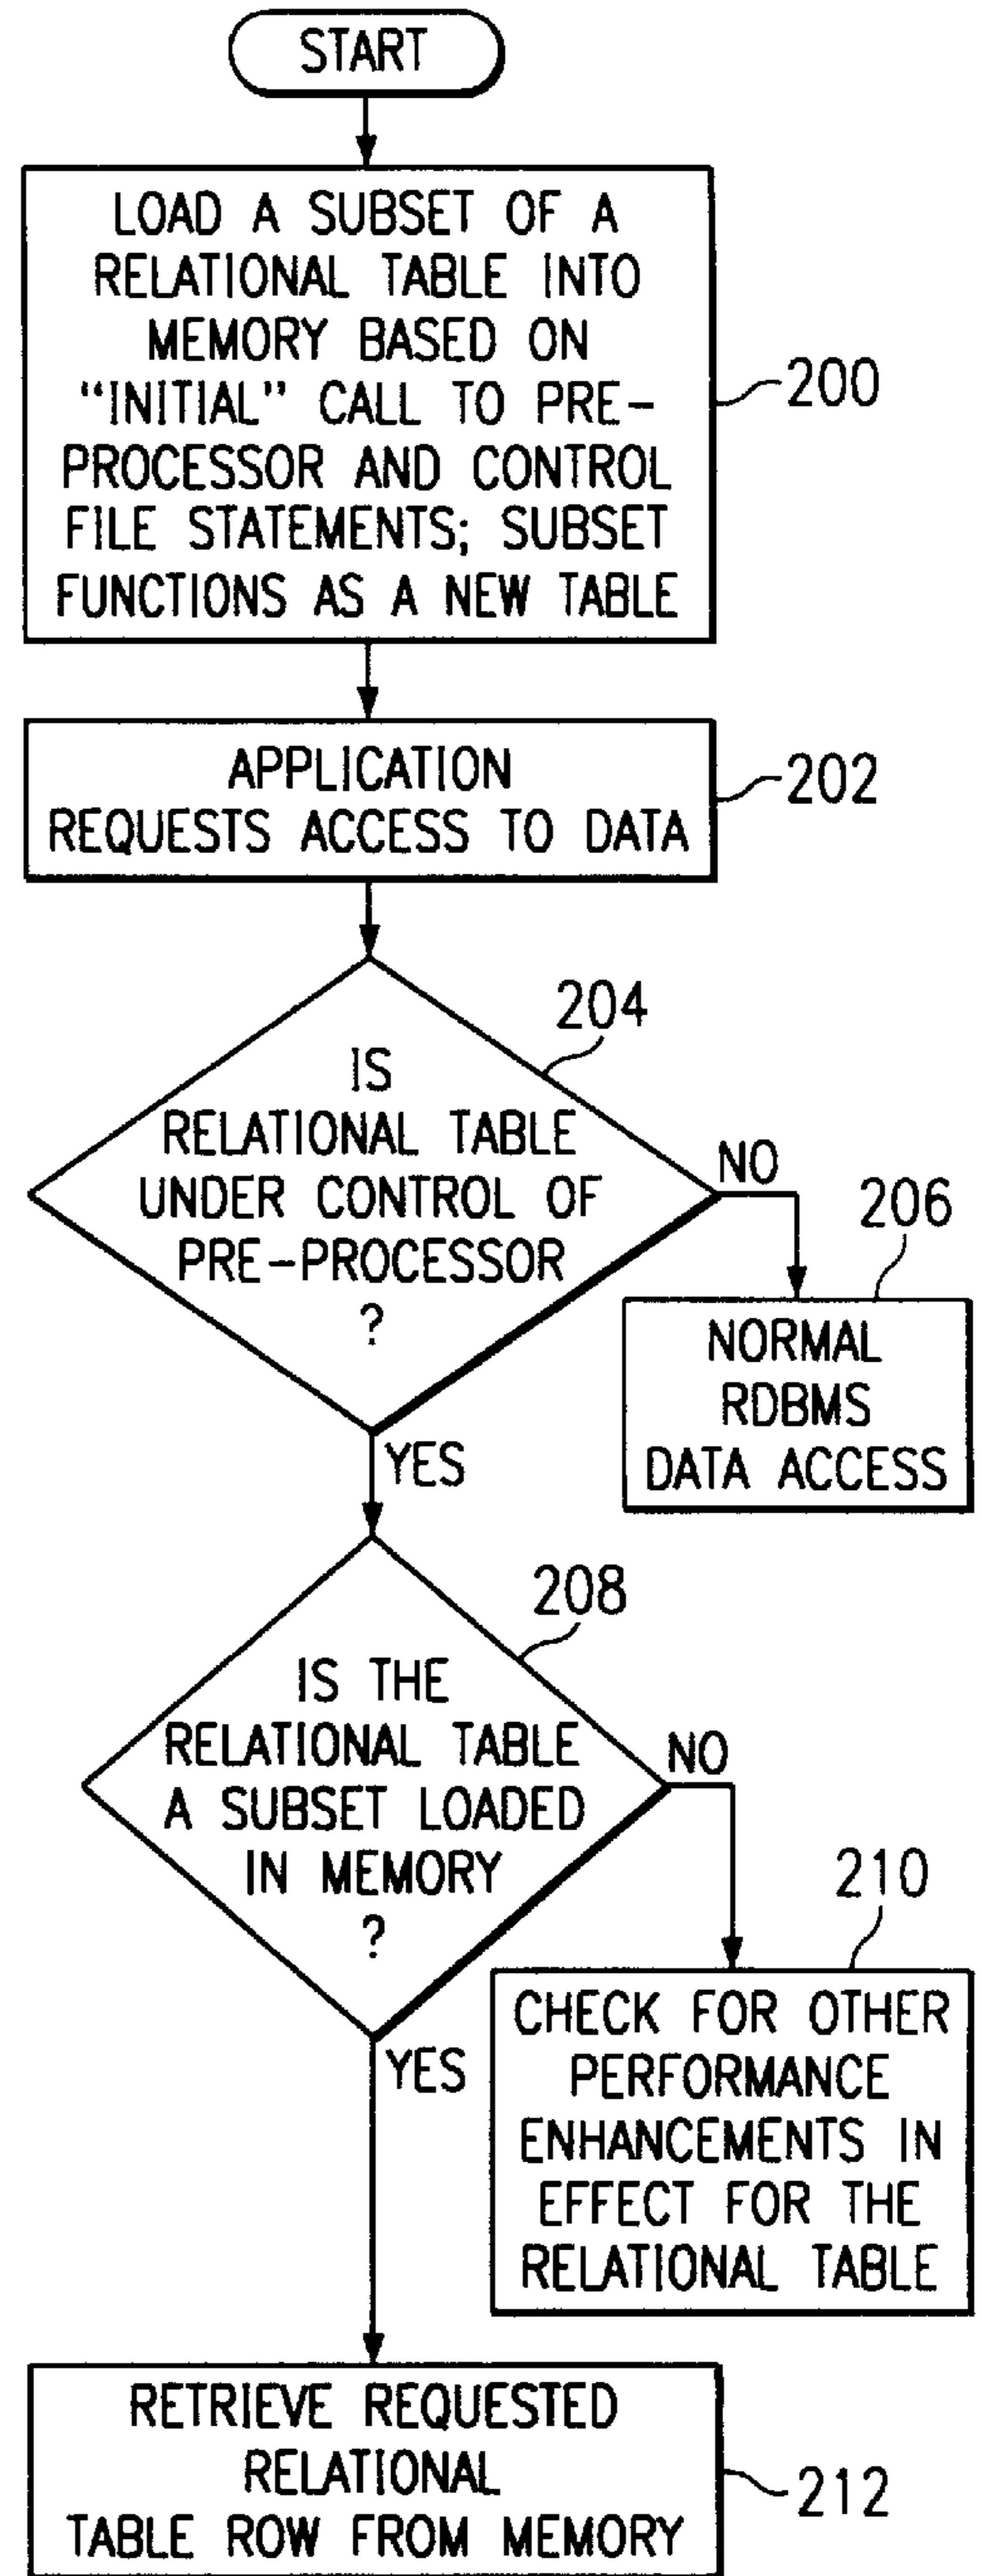 START
LOAD A SUBSET OF A
RELATIONAL TABLE INTO
MEMORY BASED ON
"INITIAL" CALL TO PRE-
PROCESSOR AND CONTROL
FILE STATEMENTS; SUBSET
FUNCTIONS AS A NEW TABLE
200
APPLICATION
REQUESTS ACCESS TO DATA
202
204
IS
RELATIONAL TABLE
UNDER CONTROL OF
PRE-PROCESSOR
?
NO
206
NORMAL
RDBMS
DATA ACCESS
YES
208
IS THE
RELATIONAL TABLE
A SUBSET LOADED
IN MEMORY
?
NO
210
CHECK FOR OTHER
PERFORMANCE
ENHANCEMENTS IN
EFFECT FOR THE
RELATIONAL TABLE
YES
RETRIEVE REQUESTED
RELATIONAL
TABLE ROW FROM MEMORY
212